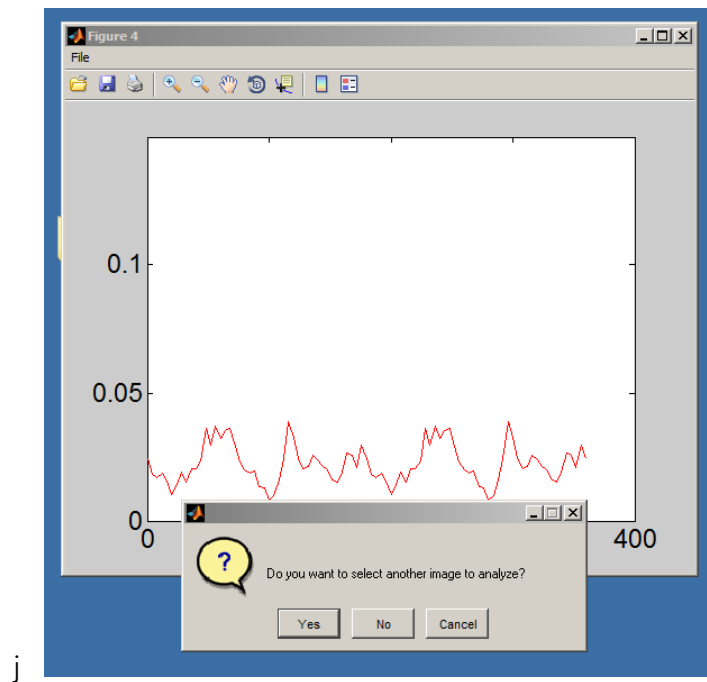 Figure 4
File
0.1
0.05
0
0
400
?
Do you want to select another image to analyze?
Yes
No
Cancel
j